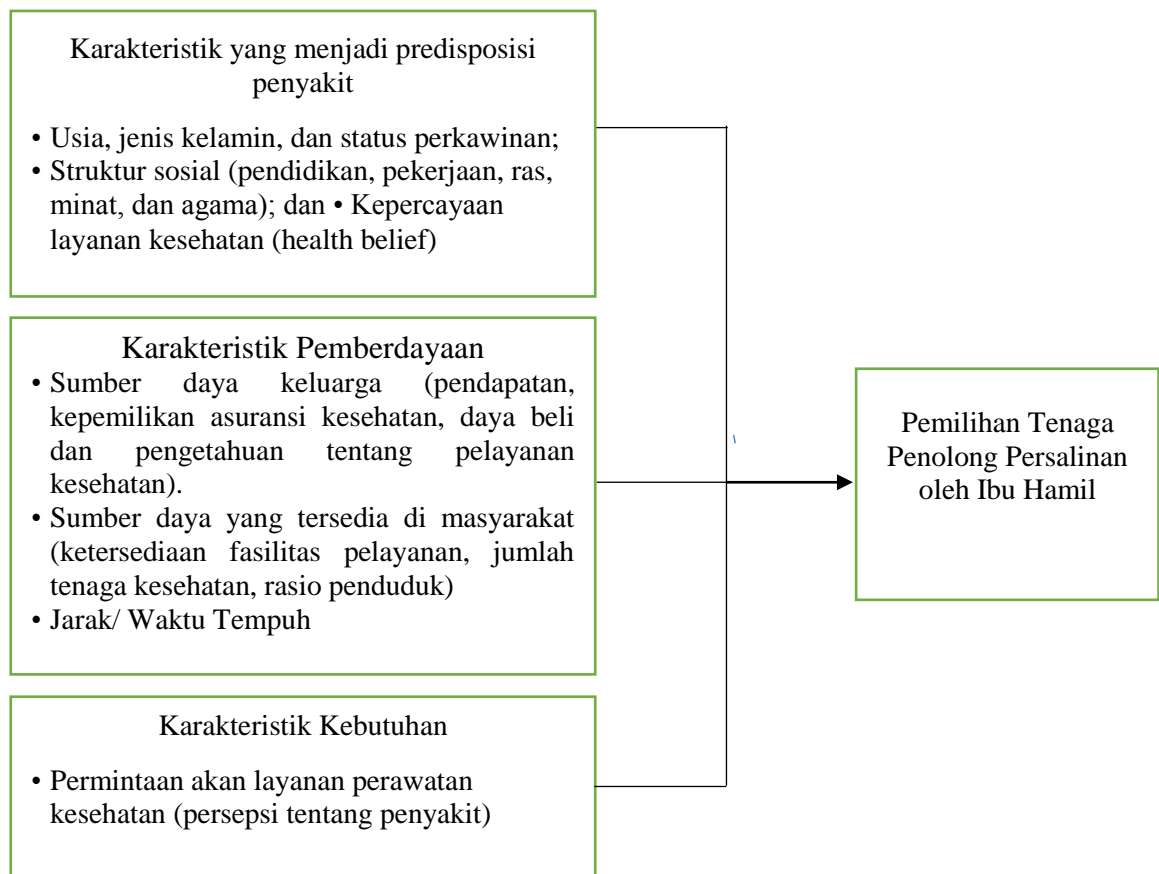 Karakteristik yang menjadi predisposisi
penyakit
• Usia, jenis kelamin, dan status perkawinan;
• Struktur sosial (pendidikan, pekerjaan, ras,
minat, dan agama); dan • Kepercayaan
layanan kesehatan (health belief)
Karakteristik Pemberdayaan
• Sumber daya keluarga (pendapatan,
kepemilikan asuransi kesehatan, daya beli
dan pengetahuan tentang pelayanan
kesehatan).
• Sumber daya yang tersedia di masyarakat
(ketersediaan fasilitas pelayanan, jumlah
tenaga kesehatan, rasio penduduk)
• Jarak/ Waktu Tempuh
Karakteristik Kebutuhan
• Permintaan akan layanan perawatan
kesehatan (persepsi tentang penyakit)
Pemilihan Tenaga
Penolong Persalinan
oleh Ibu Hamil